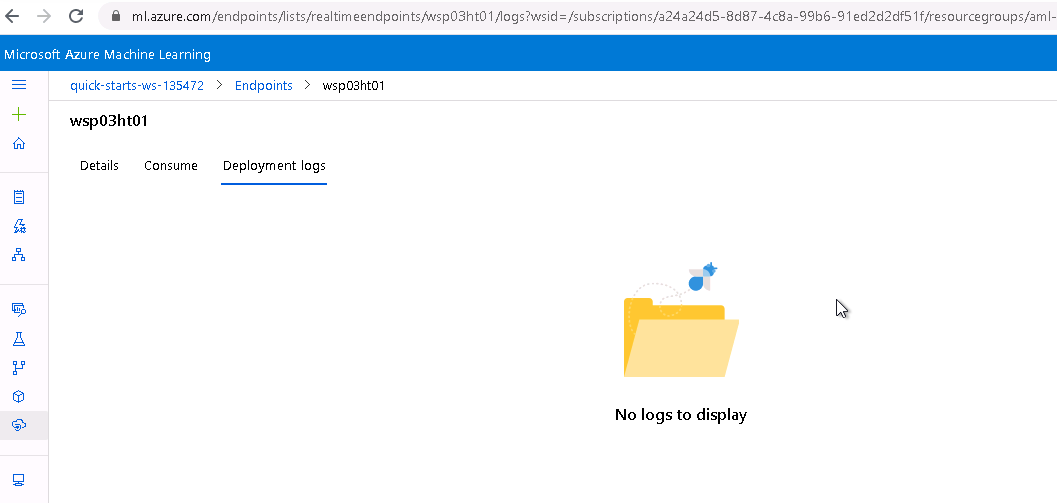 ml.azure.com/endpoints/lists/realtimeendpoints/wsp03ht01/logs?wsid=/subscriptions/a24a24d5-8d87-4c8a-99b6-91ed2d2df51f/resourcegroups/aml-
Microsoft Azure Machine Learning
quick-starts-ws-135472 > Endpoints > wsp03ht01
wsp03ht01
Details Consume Deployment logs
No logs to display